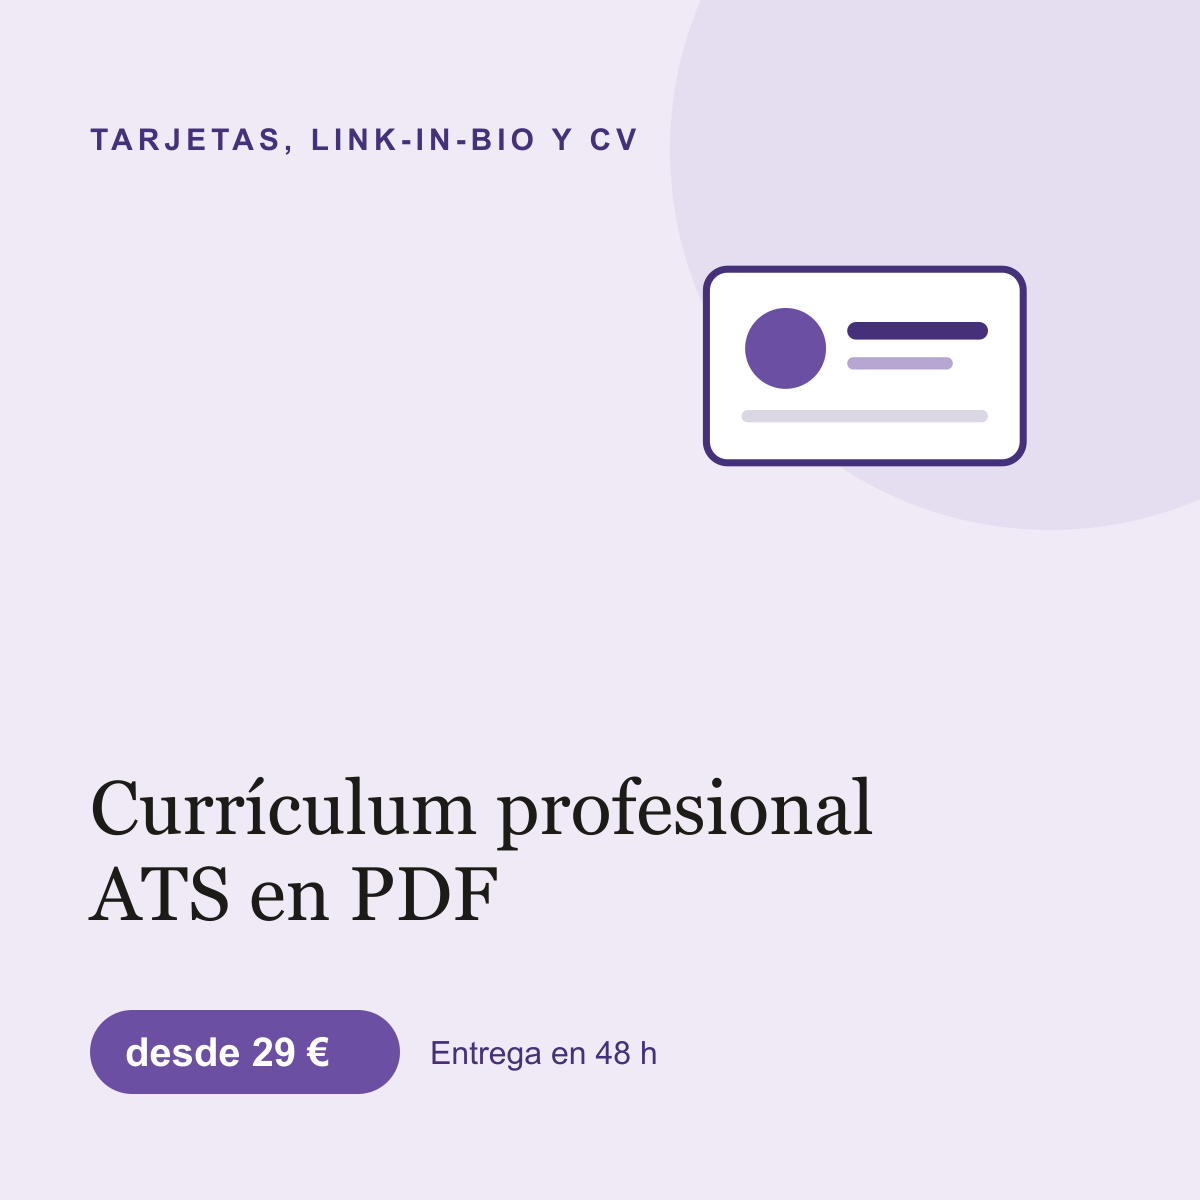 TARJETAS, LINK-IN-BIO Y CV
Currículum profesional
ATS en PDF
desde 29 €
Entrega en 48 h